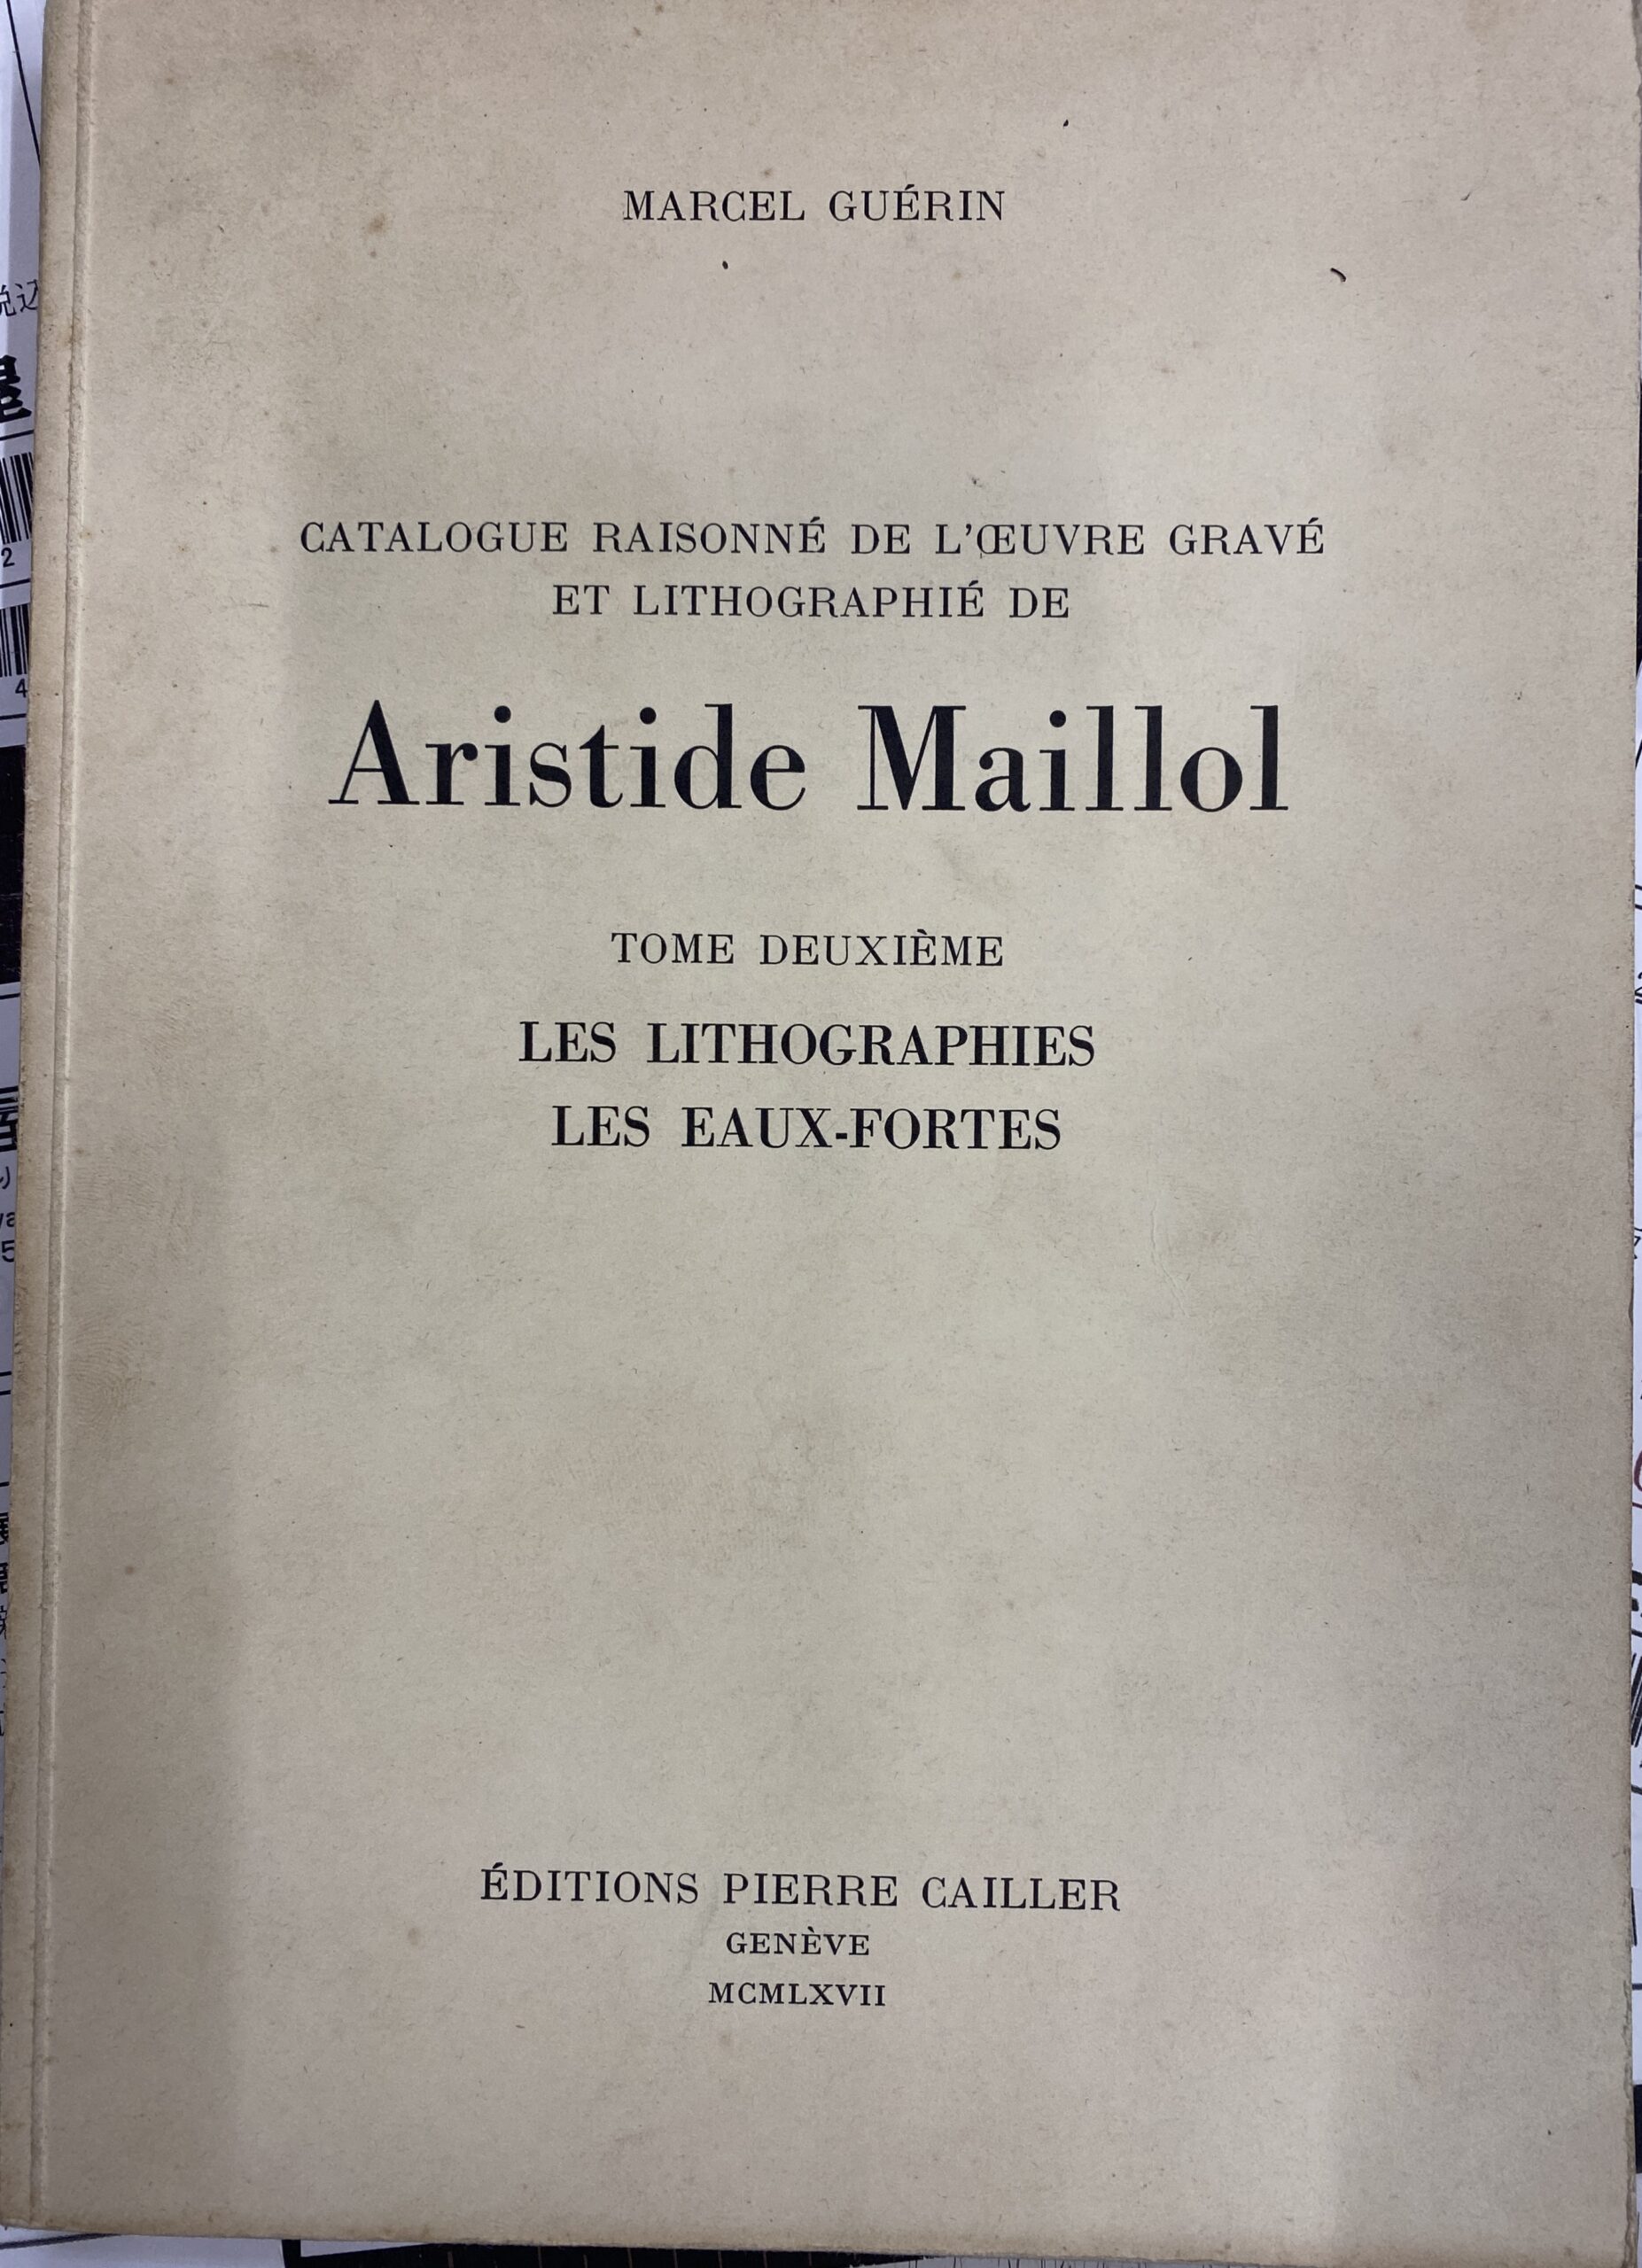 MARCEL GUÉRIN
CATALOGUE RAISONNÉ DE L'ŒUVRE GRAVÉ
ET LITHOGRAPHIÉ DE
Aristide Maillol
TOME DEUXIÈME
LES LITHOGRAPHIES
LES EAUX-FORTES
ÉDITIONS PIERRE CAILLER
GENÈVE
MCMLXVII